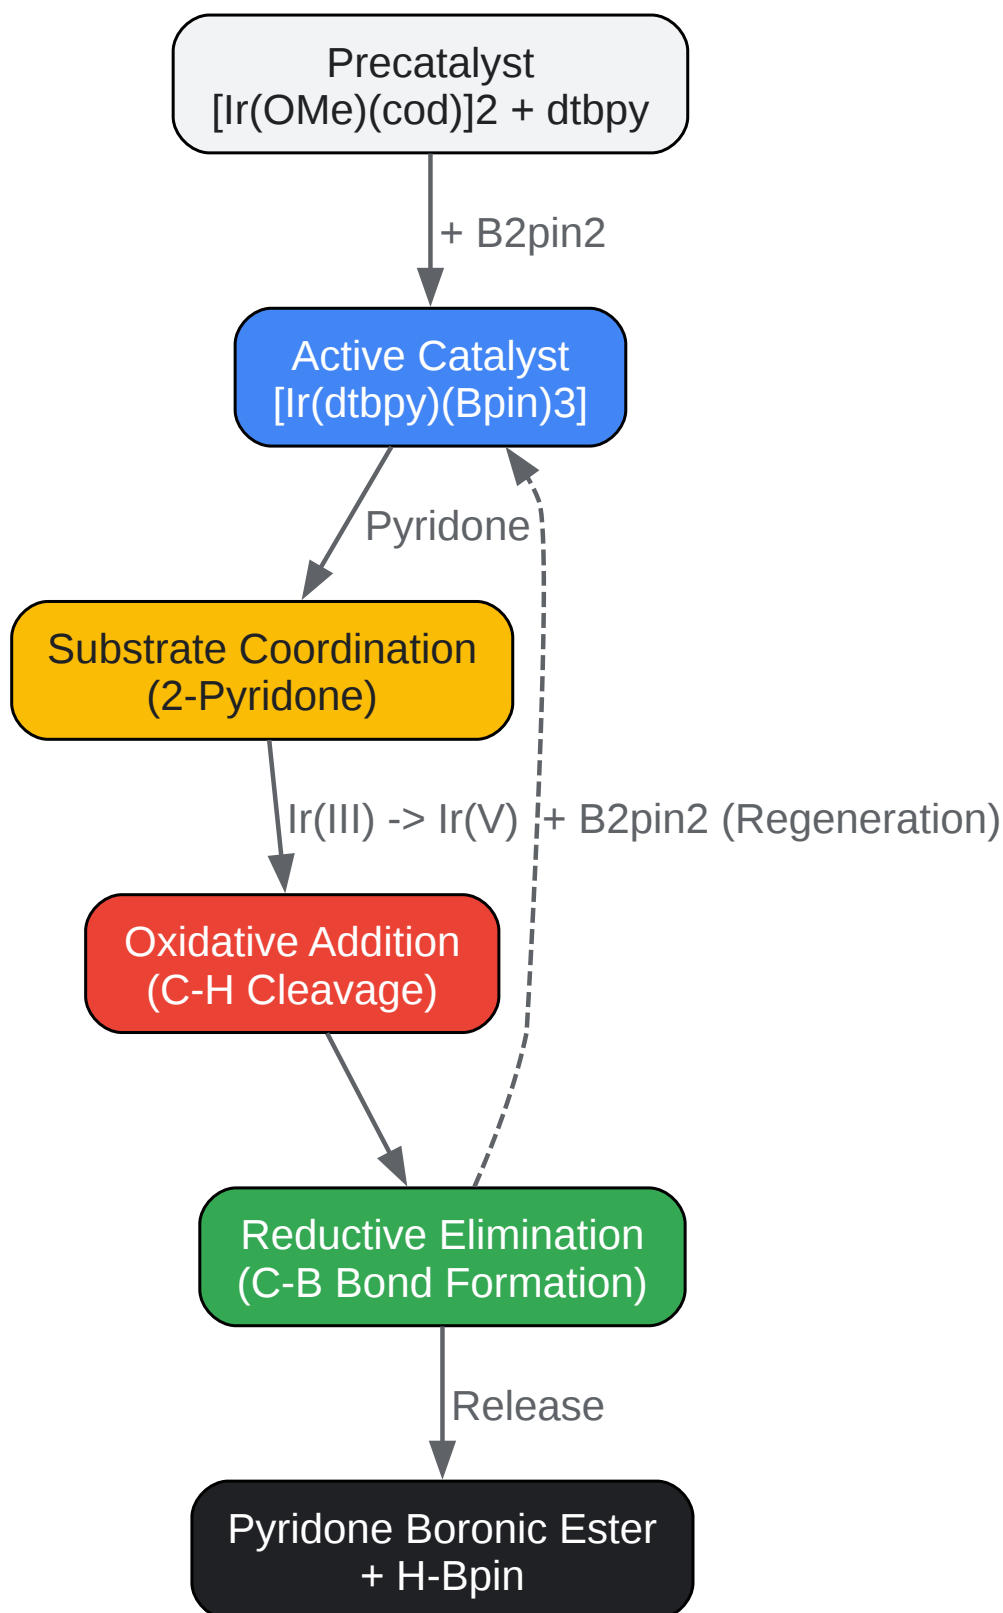 Precatalyst
[Ir(OMe)(cod)]2 + dtbpy
+ B2pin2
Active Catalyst
[Ir(dtbpy)(Bpin)3]
Pyridone
Substrate Coordination
(2-Pyridone)
Ir(III) -> Ir(V)
+ B2pin2 (Regeneration)
Oxidative Addition
(C-H Cleavage)
Reductive Elimination
(C-B Bond Formation)
Release
Pyridone Boronic Ester
+ H-Bpin